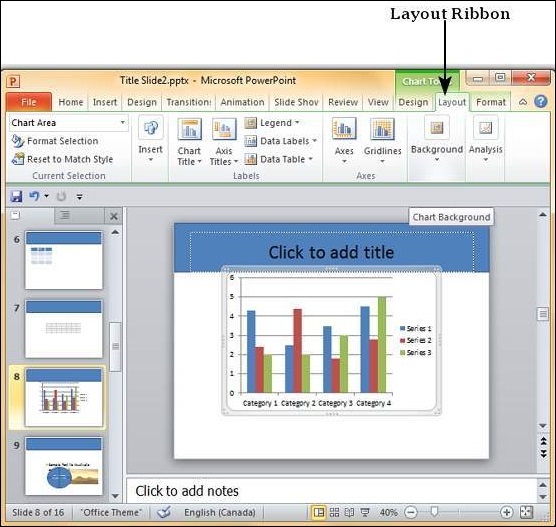 Layout Ribbon
Title Slide2.pptx - Microsoft PowerPoint
Chart To
File Home Insert Design Transitions Animation Slide Shov Review View Design Layout Format
Chart Area
Format Selection
Reset to Match Style
Current Selection
Insert
Chart Title
Axis Titles
Legend
Data Labels
Data Table
Labels
Axes
Gridlines
Axes
Background
Analysis
Chart Background
6
7
8
9
Click to add title
6
5
4
3
2
1
0
Category 1 Category 2 Category 3 Category 4
Series 1
Series 2
Series 3
Click to add notes
Slide 8 of 16 "Office Theme" English (Canada) 40%